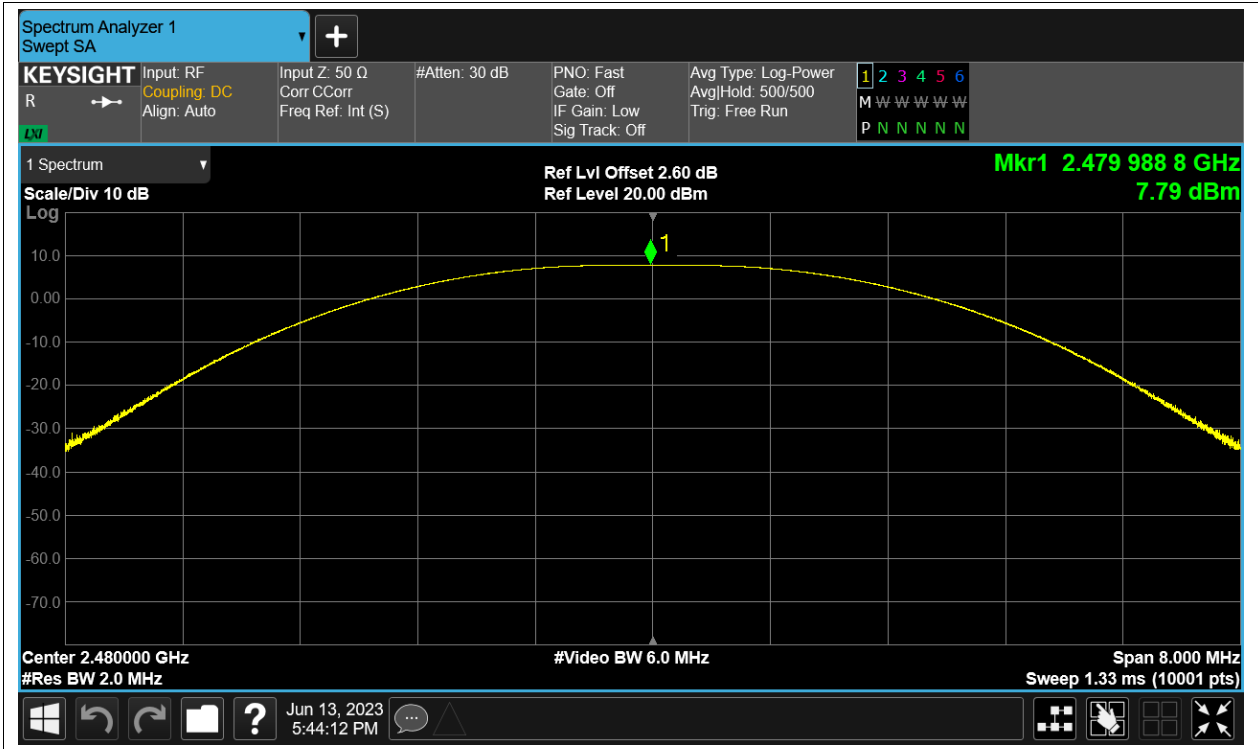 Spectrum Analyzer 1
Swept SA
+
KEYSIGHT
R
LXI
Input: RF
Coupling: DC
Align: Auto
Input Z: 50 Ω
Corr CCorr
Freq Ref: Int (S)
#Atten: 30 dB
PNO: Fast
Gate: Off
IF Gain: Low
Sig Track: Off
Avg Type: Log-Power
Avg|Hold: 500/500
Trig: Free Run
1 2 3 4 5 6
M W W W W W
P N N N N N
1 Spectrum
Scale/Div 10 dB
Ref Lvl Offset 2.60 dB
Ref Level 20.00 dBm
Mkr1 2.479 988 8 GHz
7.79 dBm
Log
1
10.0
0.00
-10.0
-20.0
-30.0
-40.0
-50.0
-60.0
-70.0
Center 2.480000 GHz
#Video BW 6.0 MHz
Span 8.000 MHz
#Res BW 2.0 MHz
Sweep 1.33 ms (10001 pts)
?
Jun 13, 2023
5:44:12 PM